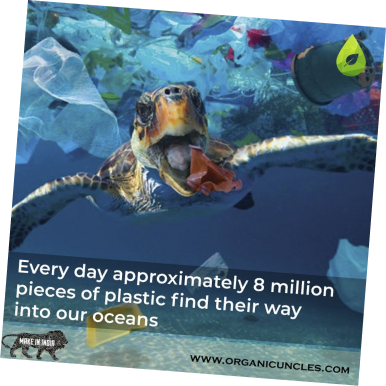 Every day approximately 8 million
pieces of plastic find their way
into our oceans
MAKE IN INDIA
WWW.ORGANICUNCLES.COM